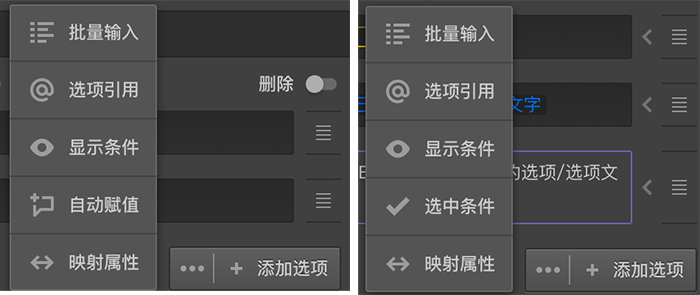 批量输入
选项引用
删除
显示条件
自动赋值
映射属性
添加选项
批量输入
选项引用
文字
显示条件
的选项/选项文
选中条件
映射属性
添加选项